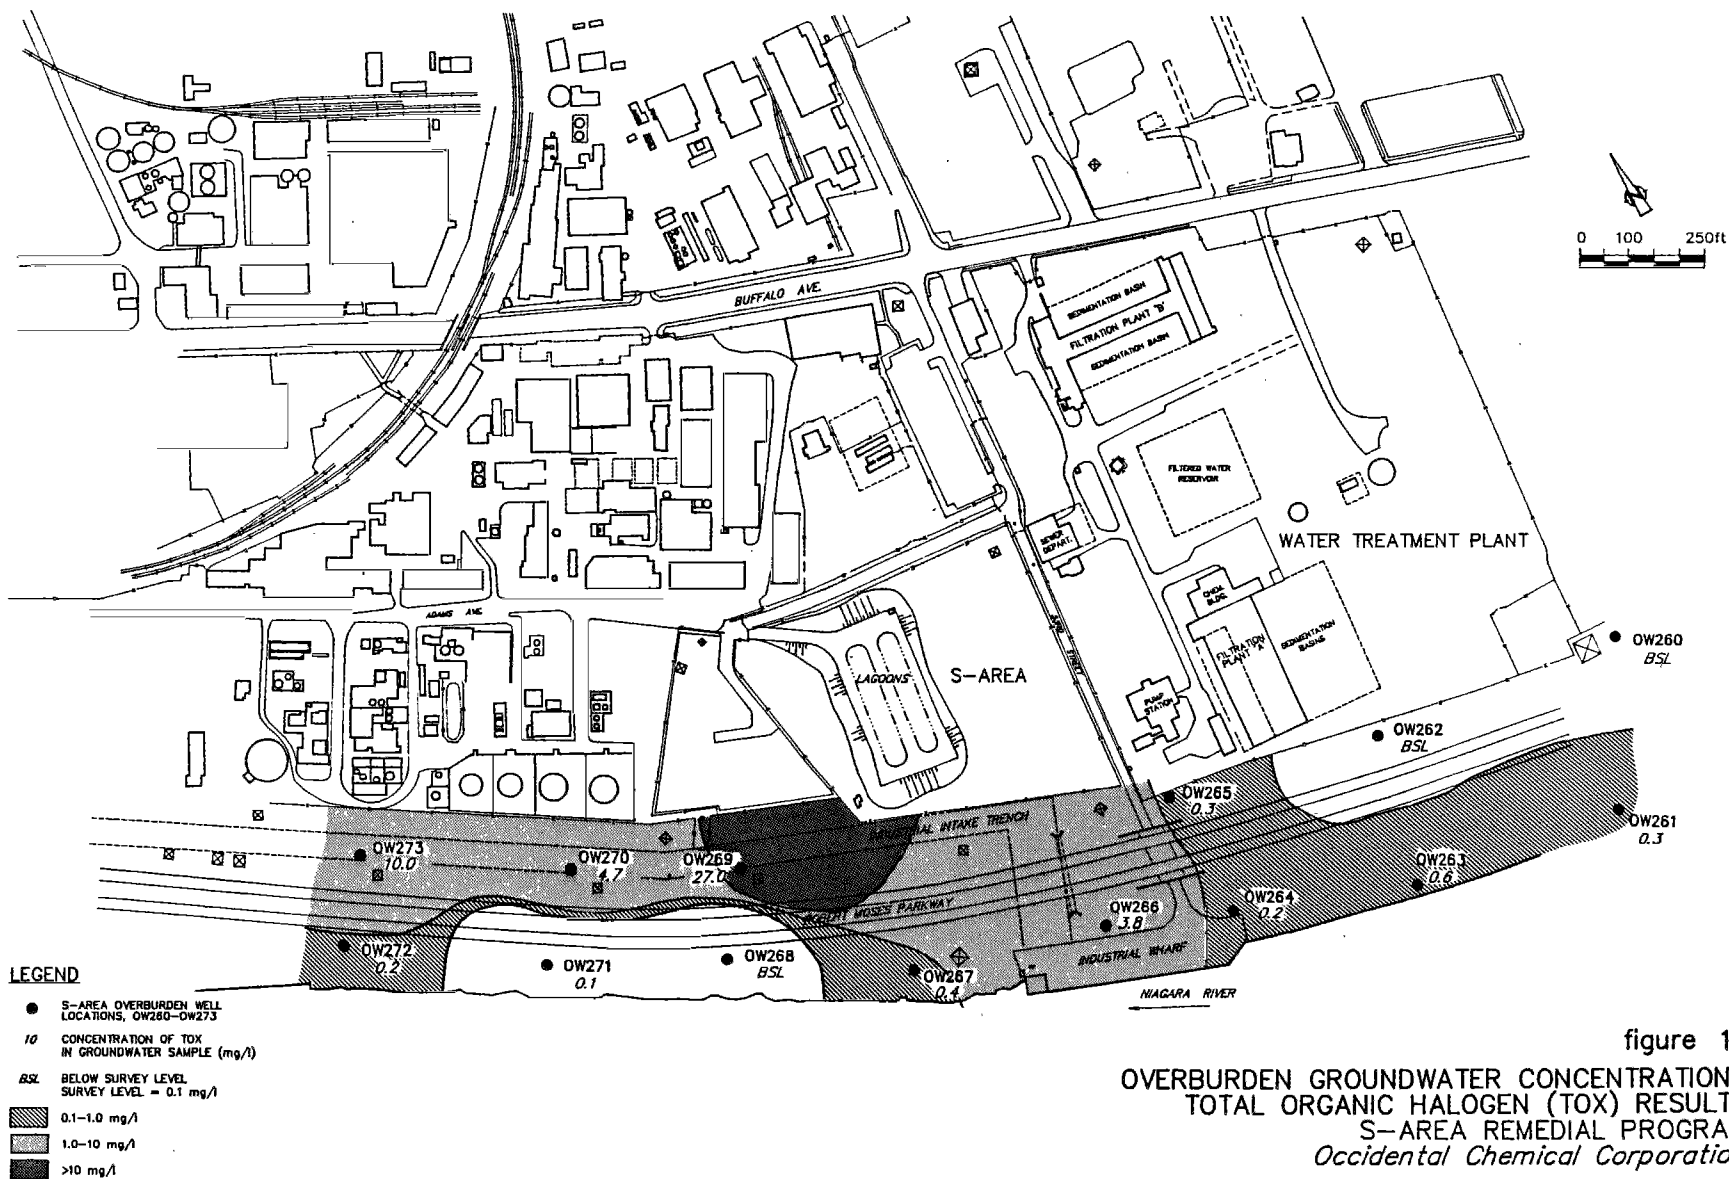 0 100 250ft
BUFFALO AVE.
SEDIMENTATION BASIN
FILTRATION PLANT 'B'
SEDIMENTATION BASIN
FILTERED WATER
RESERVOIR
WATER TREATMENT PLANT
SEWER
DEPART.
CHEM.
BLDG.
FILTRATION
PLANT 'A'
SEDIMENTATION
BASINS
PUMP
STATION
ADAMS AVE.
LAGOONS
S-AREA
STREET
OW260
BSL
OW262
BSL
OW265
0.3
OW261
0.3
INDUSTRIAL INTAKE TRENCH
OW273
10.0
OW270
4.7
OW269
27.0
OW263
0.6
OW264
0.2
ROBERT MOSES PARKWAY
OW266
3.8
OW272
0.2
OW271
0.1
OW268
BSL
OW267
0.4
INDUSTRIAL WHARF
NIAGARA RIVER
LEGEND
S-AREA OVERBURDEN WELL
LOCATIONS, OW260-OW273
10 CONCENTRATION OF TOX
IN GROUNDWATER SAMPLE (mg/l)
BSL BELOW SURVEY LEVEL
SURVEY LEVEL = 0.1 mg/l
0.1-1.0 mg/l
1.0-10 mg/l
>10 mg/l
figure 1
OVERBURDEN GROUNDWATER CONCENTRATION
TOTAL ORGANIC HALOGEN (TOX) RESULT
S-AREA REMEDIAL PROGRA
Occidental Chemical Corporatio